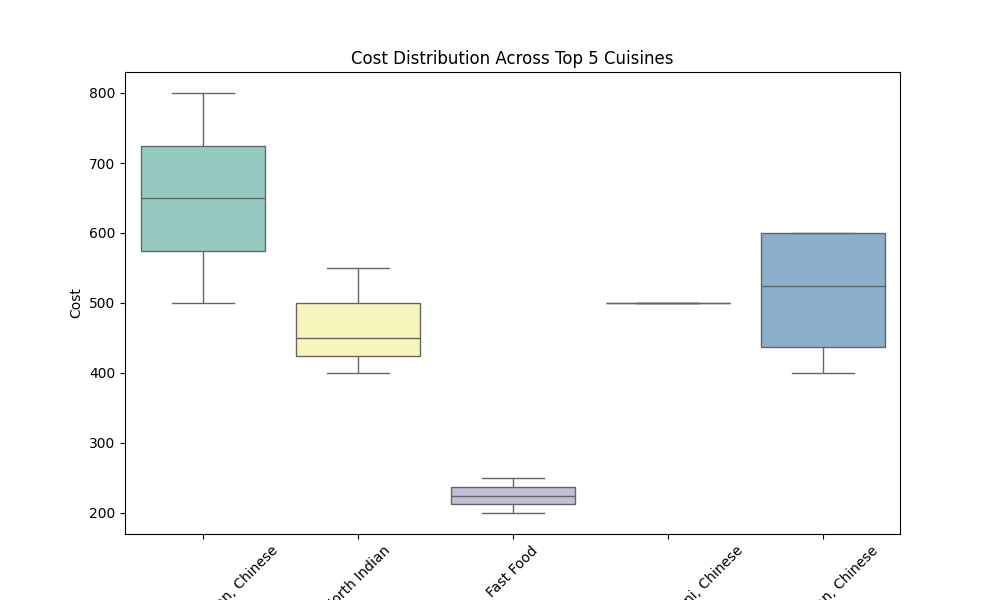 Cost Distribution Across Top 5 Cuisines
800
700
600
500
400
300
200
Cost
Chinese
Indian
Fast Food
Chinese
Chinese